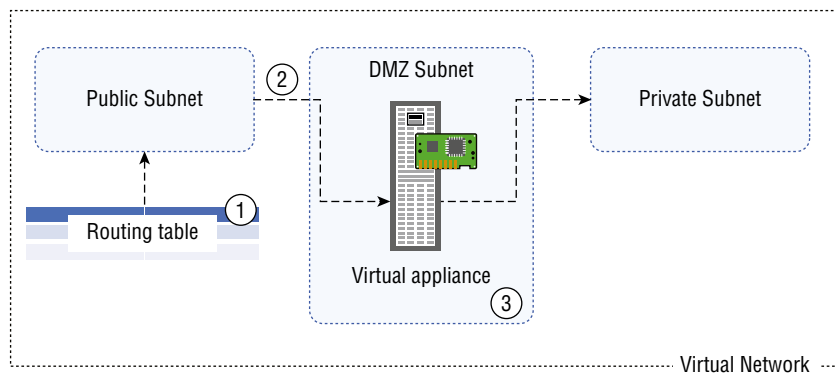 Public Subnet
2
DMZ Subnet
Private Subnet
1
Routing table
Virtual appliance
3
Virtual Network